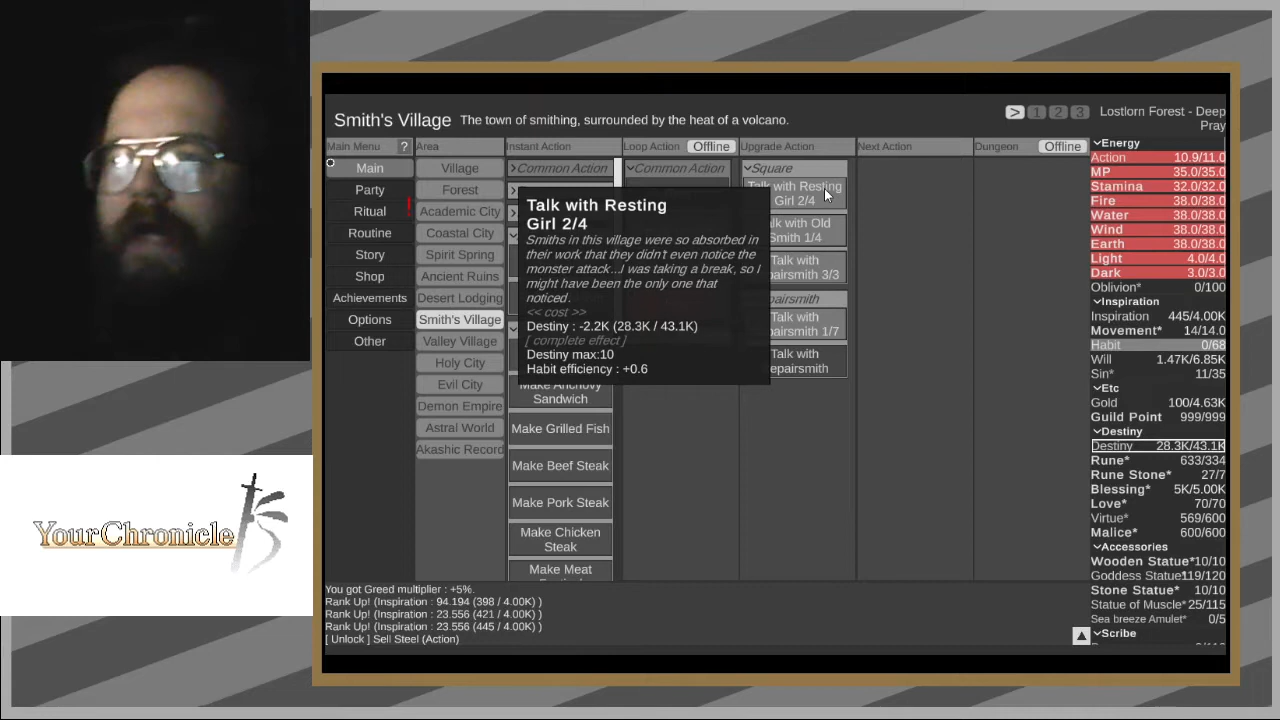 Smith's Village The town of smithing, surrounded by the heat of a volcano.
> 1 2 3
Lostlorn Forest - Deep
Pray
Main Menu ? Area Instant Action Loop Action Offline Upgrade Action Next Action Dungeon Offline
Main
Party
Ritual !
Routine
Story
Shop
Achievements
Options
Other
Village
Forest
Academic City
Coastal City
Spirit Spring
Ancient Ruins
Desert Lodging
Smith's Village
Valley Village
Holy City
Evil City
Demon Empire
Astral World
Akashic Record
Common Action
Sandwich
Make Grilled Fish
Make Beef Steak
Make Pork Steak
Make Chicken
Steak
Make Meat
Common Action
Square
Talk with Resting
Girl 2/4
alk with Old
Smith 1/4
Talk with
pairsmith 3/3
pairsmith
Talk with
pairsmith 1/7
Talk with
epairsmith
Talk with Resting
Girl 2/4
Smiths in this village were so absorbed in
their work that they didn't even notice the
monster attack...I was taking a break, so I
might have been the only one that
noticed.
<< cost >>
Destiny : -2.2K (28.3K / 43.1K)
[ complete effect ]
Destiny max:10
Habit efficiency : +0.6
Energy
Action 10.9/11.0
MP 35.0/35.0
Stamina 32.0/32.0
Fire 38.0/38.0
Water 38.0/38.0
Wind 38.0/38.0
Earth 38.0/38.0
Light 4.0/4.0
Dark 3.0/3.0
Oblivion* 0/100
Inspiration
Inspiration 445/4.00K
Movement* 14/14.0
Habit 0/68
Will 1.47K/6.85K
Sin* 11/35
Etc
Gold 100/4.63K
Guild Point 999/999
Destiny
Destiny 28.3K/43.1K
Rune* 633/334
Rune Stone* 27/7
Blessing* 5K/5.00K
Love* 70/70
Virtue* 569/600
Malice* 600/600
Accessories
Wooden Statue* 10/10
Goddess Statue 119/120
Stone Statue* 10/10
Statue of Muscle* 25/115
Sea breeze Amulet* 0/5
Scribe
You got Greed multiplier : +5%.
Rank Up! (Inspiration : 94.194 (398 / 4.00K) )
Rank Up! (Inspiration : 23.556 (421 / 4.00K) )
Rank Up! (Inspiration : 23.556 (445 / 4.00K) )
[ Unlock ] Sell Steel (Action)
YourChronicle